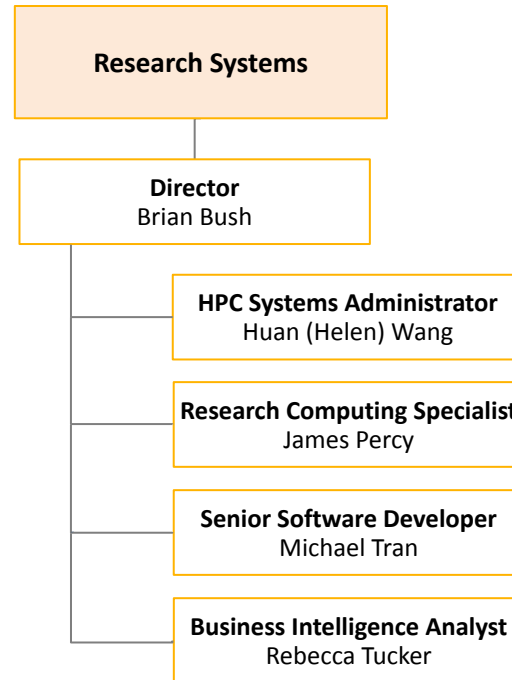 Research Systems
Director
Brian Bush
HPC Systems Administrator
Huan (Helen) Wang
Research Computing Specialist
James Percy
Senior Software Developer
Michael Tran
Business Intelligence Analyst
Rebecca Tucker